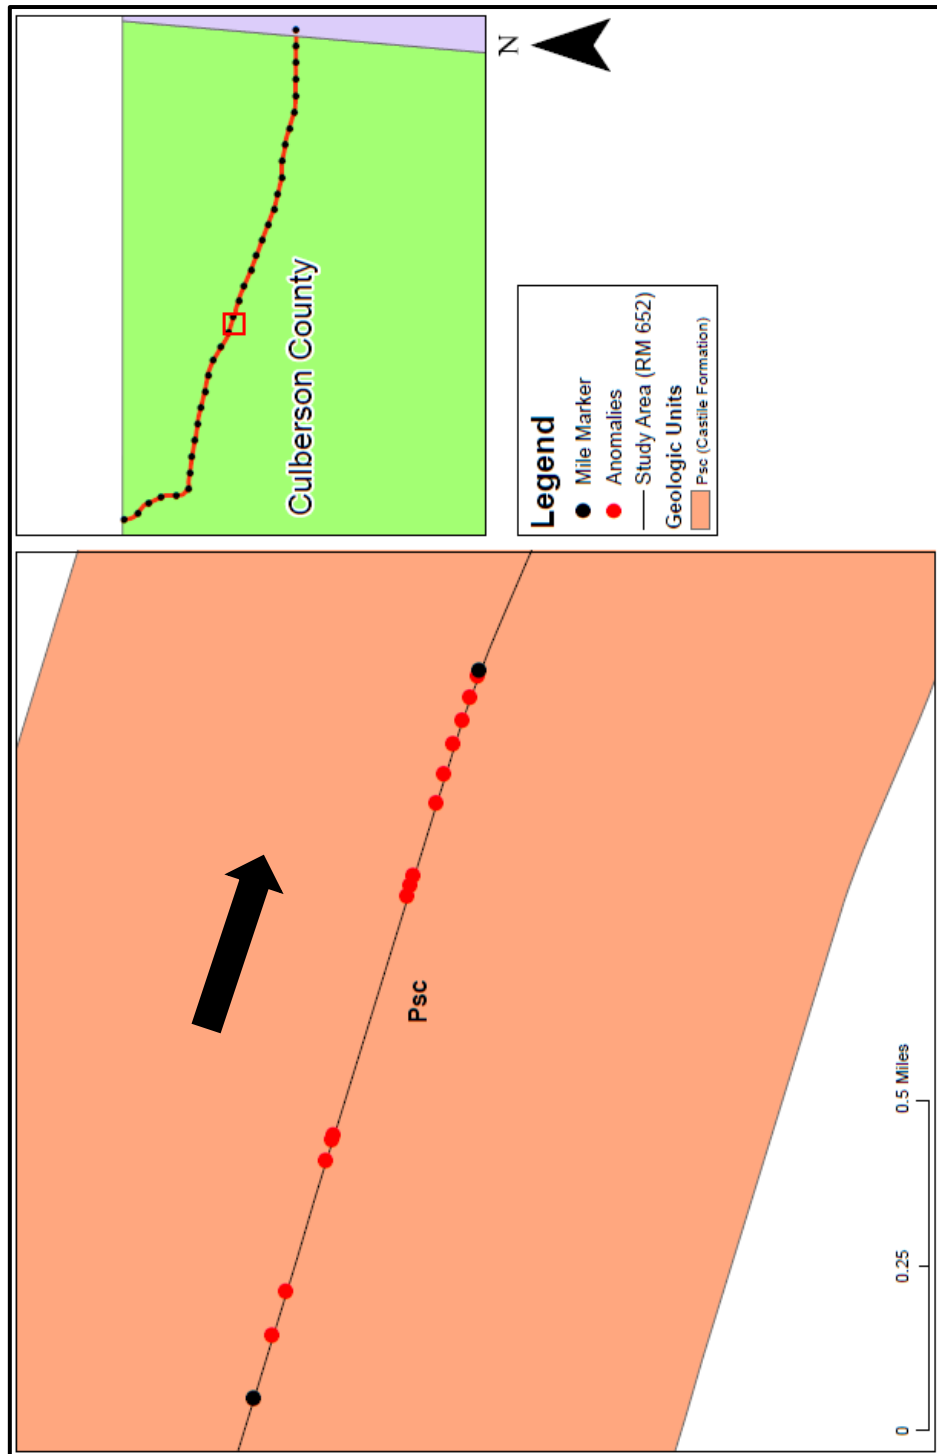 N
Culberson County
Legend
Mile Marker
Anomalies
Study Area (RM 652)
Geologic Units
Psc (Castile Formation)
Psc
0 0.25 0.5 Miles